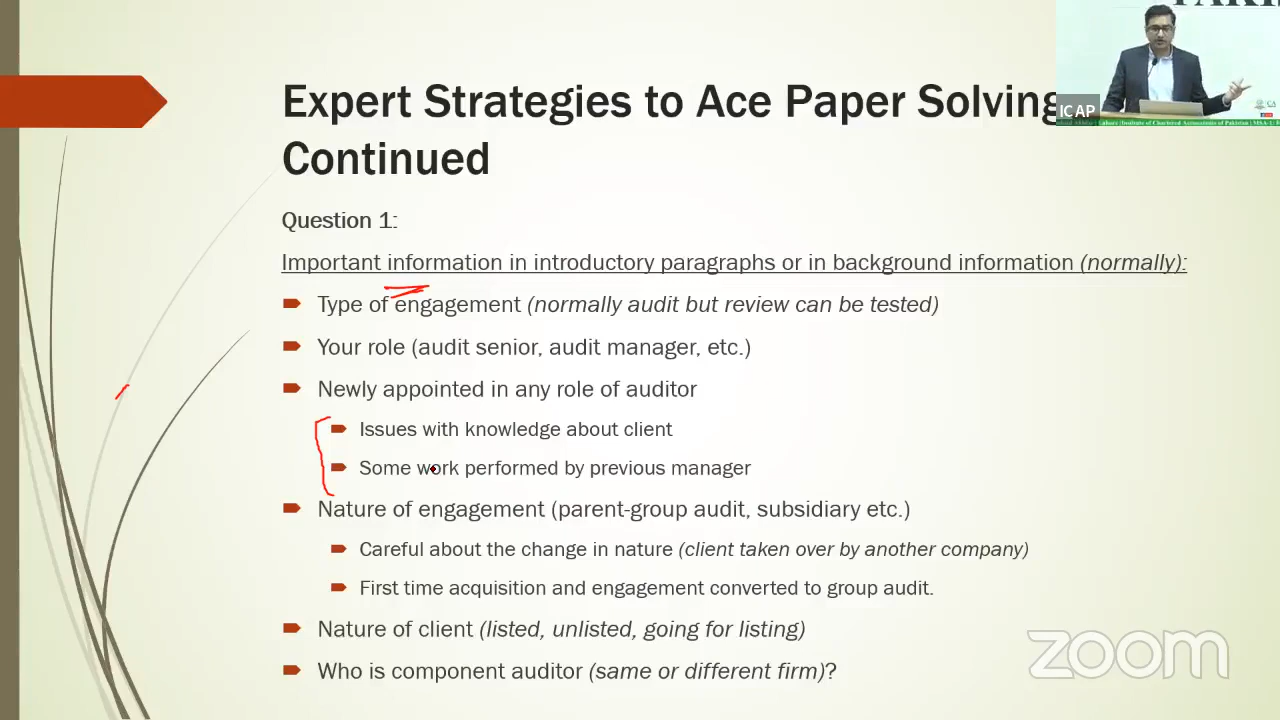 Expert Strategies to Ace Paper Solving
Continued
Question 1:
Important information in introductory paragraphs or in background information (normally):
Type of engagement (normally audit but review can be tested)
Your role (audit senior, audit manager, etc.)
Newly appointed in any role of auditor
Issues with knowledge about client
Some work performed by previous manager
Nature of engagement (parent-group audit, subsidiary etc.)
Careful about the change in nature (client taken over by another company)
First time acquisition and engagement converted to group audit.
Nature of client (listed, unlisted, going for listing)
Who is component auditor (same or different firm)?
ICAP
zoom